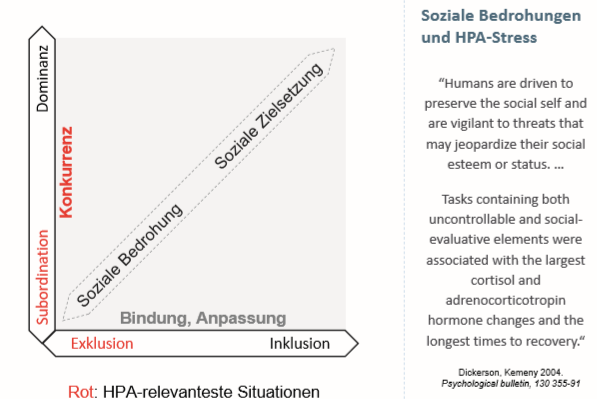 Dominanz
Konkurrenz
Subordination
Soziale Zielsetzung
Soziale Bedrohung
Bindung, Anpassung
Exklusion
Inklusion
Rot: HPA-relevanteste Situationen
Soziale Bedrohungen
und HPA-Stress
“Humans are driven to
preserve the social self and
are vigilant to threats that
may jeopardize their social
esteem or status. …
Tasks containing both
uncontrollable and social-
evaluative elements were
associated with the largest
cortisol and
adrenocorticotropin
hormone changes and the
longest times to recovery.“
Dickerson, Kemeny 2004.
Psychological bulletin, 130 355-91